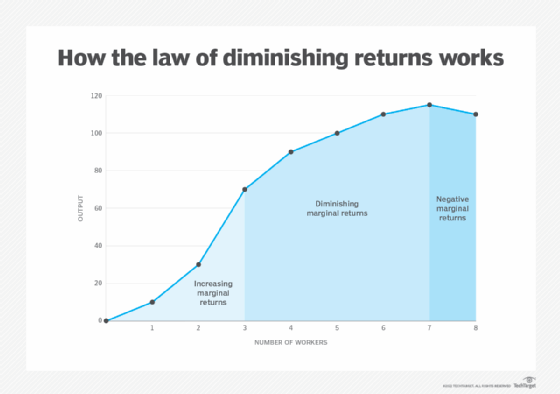 How the law of diminishing returns works
120
100
80
60
40
20
0
OUTPUT
Increasing
marginal
returns
Diminishing
marginal returns
Negative
marginal
returns
1 2 3 4 5 6 7 8
NUMBER OF WORKERS
©2022 TECHTARGET, ALL RIGHTS RESERVED TechTarget